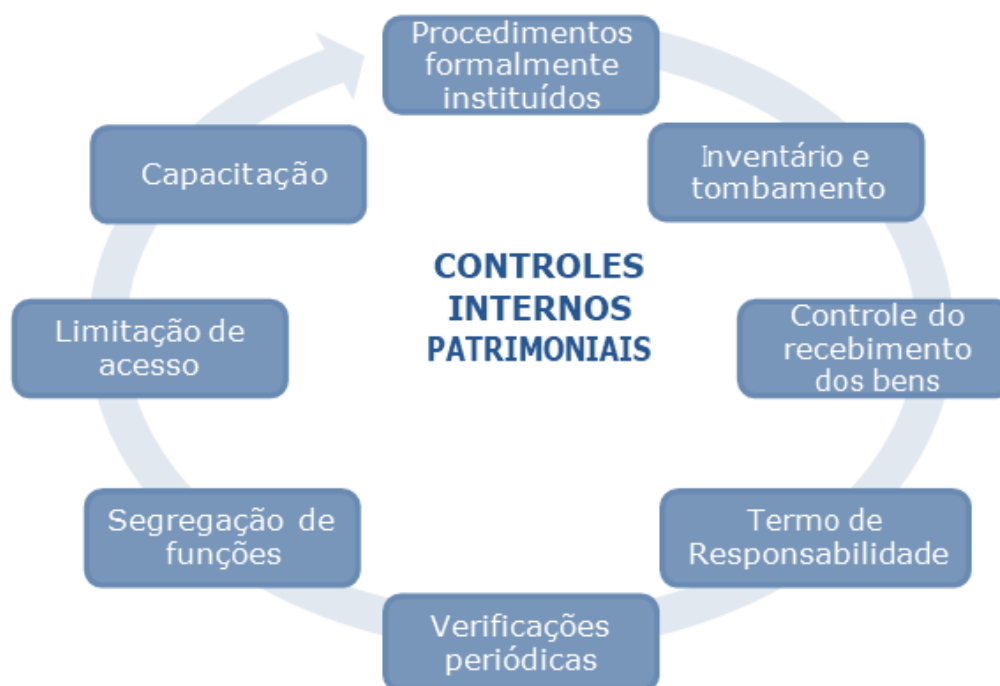 Procedimentos
formalmente
instituídos
Inventário e
tombamento
Controle do
recebimento
dos bens
Termo de
Responsabilidade
Verificações
periódicas
Segregação de
funções
Limitação de
acesso
Capacitação
CONTROLES
INTERNOS
PATRIMONIAIS